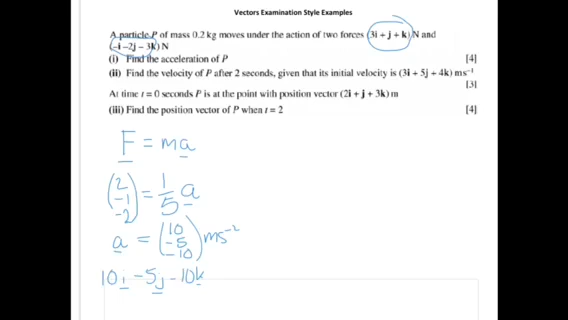 Vectors Examination Style Examples
A particle P of mass 0.2 kg moves under the action of two forces (3i + j + k) N and
(–i –2j – 3k) N
(i) Find the acceleration of P [4]
(ii) Find the velocity of P after 2 seconds, given that its initial velocity is (3i + 5j + 4k) ms⁻¹
[3]
At time t = 0 seconds P is at the point with position vector (2i + j + 3k) m
(iii) Find the position vector of P when t = 2 [4]
F = ma
(2 -1 -2) = 1/5 a
a = (10 -5 -10) ms⁻²
10i - 5j - 10k